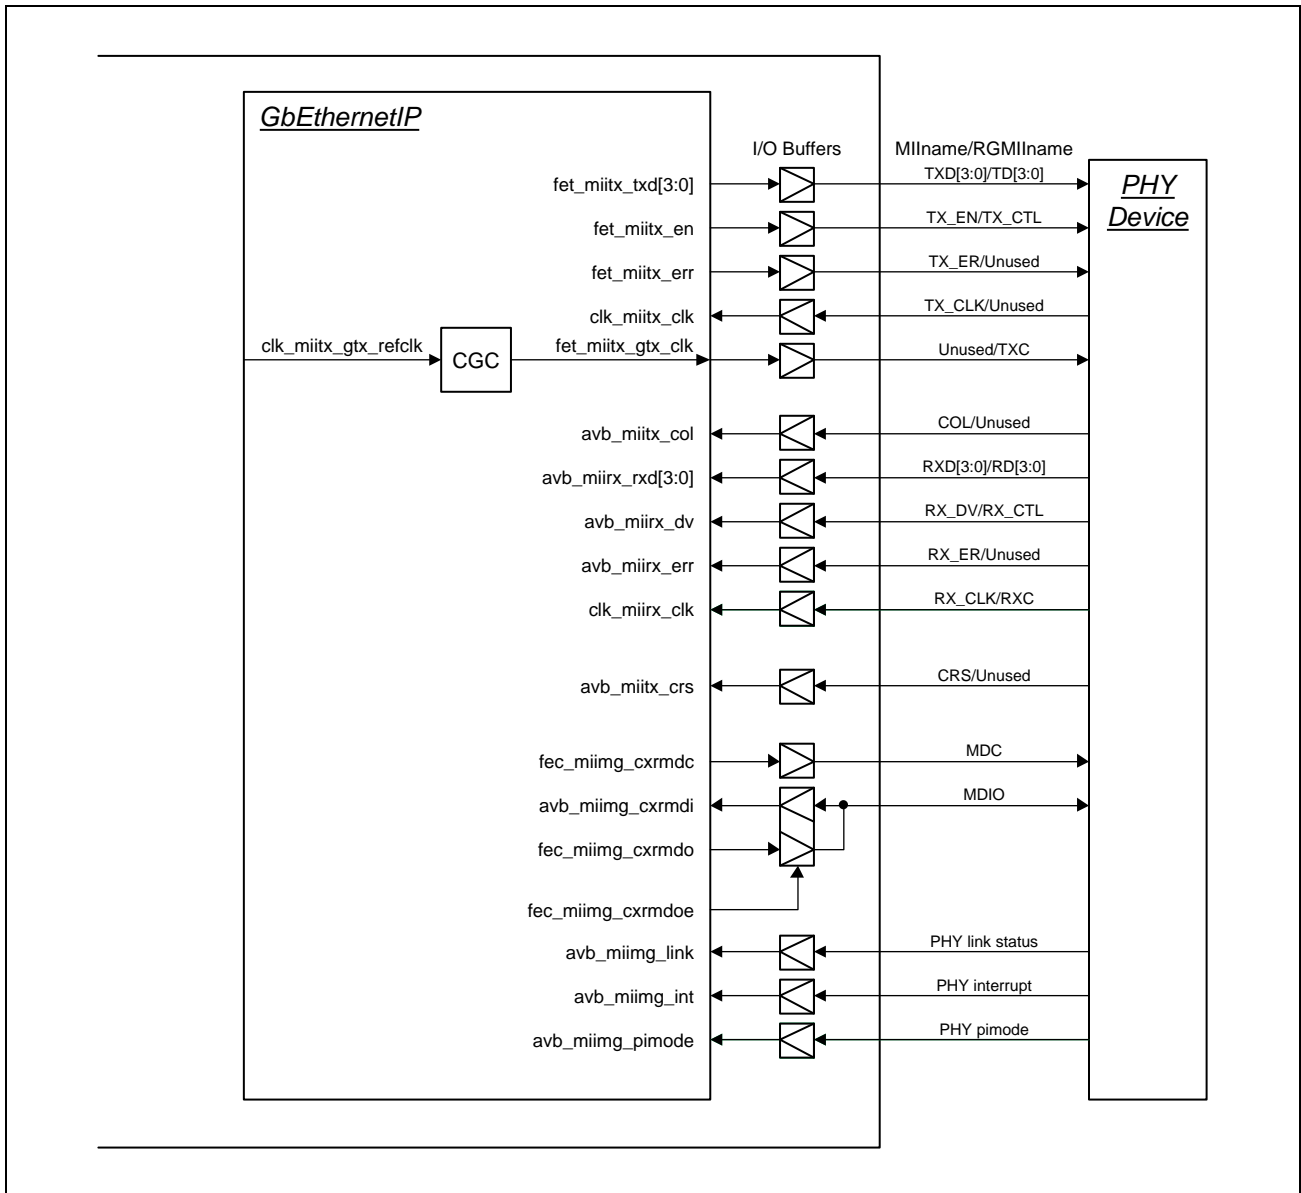 GbEthernetIP
I/O Buffers
MIIname/RGMIIname
PHY
Device
fet_miitx_txd[3:0]
TXD[3:0]/TD[3:0]
fet_miitx_en
TX_EN/TX_CTL
fet_miitx_err
TX_ER/Unused
clk_miitx_clk
TX_CLK/Unused
clk_miitx_gtx_refclk
CGC
fet_miitx_gtx_clk
Unused/TXC
avb_miitx_col
COL/Unused
avb_miirx_rxd[3:0]
RXD[3:0]/RD[3:0]
avb_miirx_dv
RX_DV/RX_CTL
avb_miirx_err
RX_ER/Unused
clk_miirx_clk
RX_CLK/RXC
avb_miitx_crs
CRS/Unused
fec_miimg_cxrmdc
MDC
avb_miimg_cxrmdi
MDIO
fec_miimg_cxrmdo
fec_miimg_cxrmdoe
avb_miimg_link
PHY link status
avb_miimg_int
PHY interrupt
avb_miimg_pimode
PHY pimode